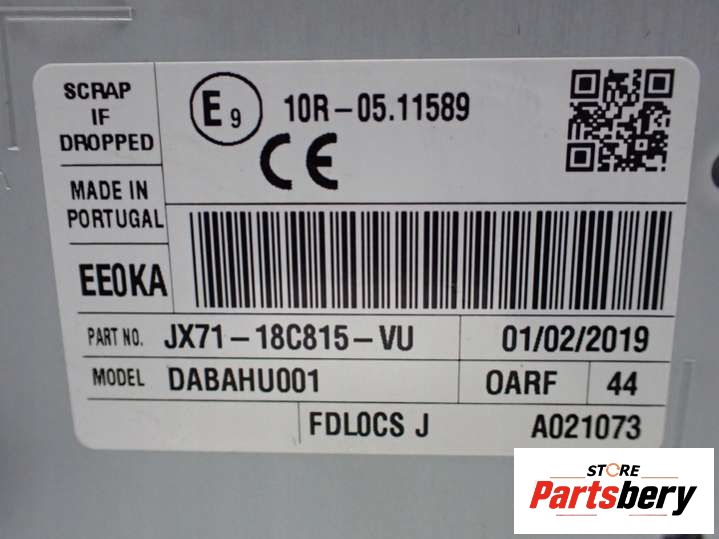 SCRAP
IF
DROPPED
E9
10R-05.11589
CE
MADE IN
PORTUGAL
EE0KA
PART NO. JX71-18C815-VU 01/02/2019
MODEL DABAHU001 OARF 44
FDLOCS J A021073
STORE
Partsbery